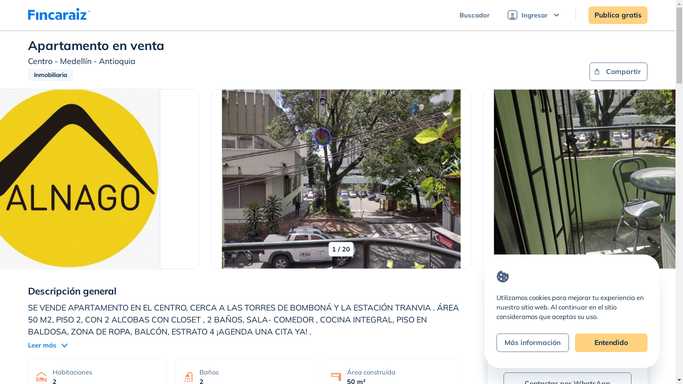 Fincaraiz
Buscador
Ingresar
Publica gratis
Apartamento en venta
Centro - Medellín - Antioquia
Inmobiliaria
Compartir
ALNAGO
1 / 20
Descripción general
SE VENDE APARTAMENTO EN EL CENTRO, CERCA A LAS TORRES DE BOMBONÁ Y LA ESTACIÓN TRANVIA . ÁREA
50 M2, PISO 2, CON 2 ALCOBAS CON CLOSET , 2 BAÑOS, SALA- COMEDOR , COCINA INTEGRAL, PISO EN
BALDOSA, ZONA DE ROPA, BALCÓN, ESTRATO 4 ¡AGENDA UNA CITA YA! .
Leer más
Habitaciones
2
Baños
2
Área construida
50 m²
Utilizamos cookies para mejorar tu experiencia en
nuestro sitio web. Al continuar en el sitio
consideramos que aceptas su uso.
Más información
Entendido
Contactar por WhatsApp